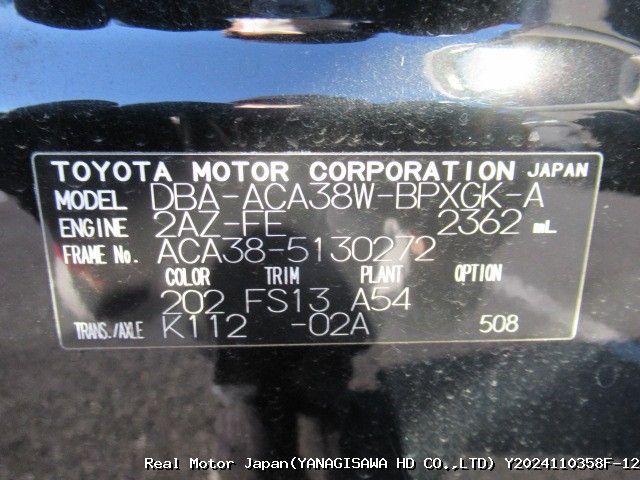 TOYOTA MOTOR CORPORATION JAPAN
MODEL DBA-ACA38W-BPXGK-A
ENGINE 2AZ-FE 2362 mL
FRAME No. ACA38-5130272
COLOR TRIM PLANT OPTION
202 FS13 A54
TRANS./AXLE K112 -02A 508
Real Motor Japan(YANAGISAWA HD CO.,LTD) Y2024110358F-12